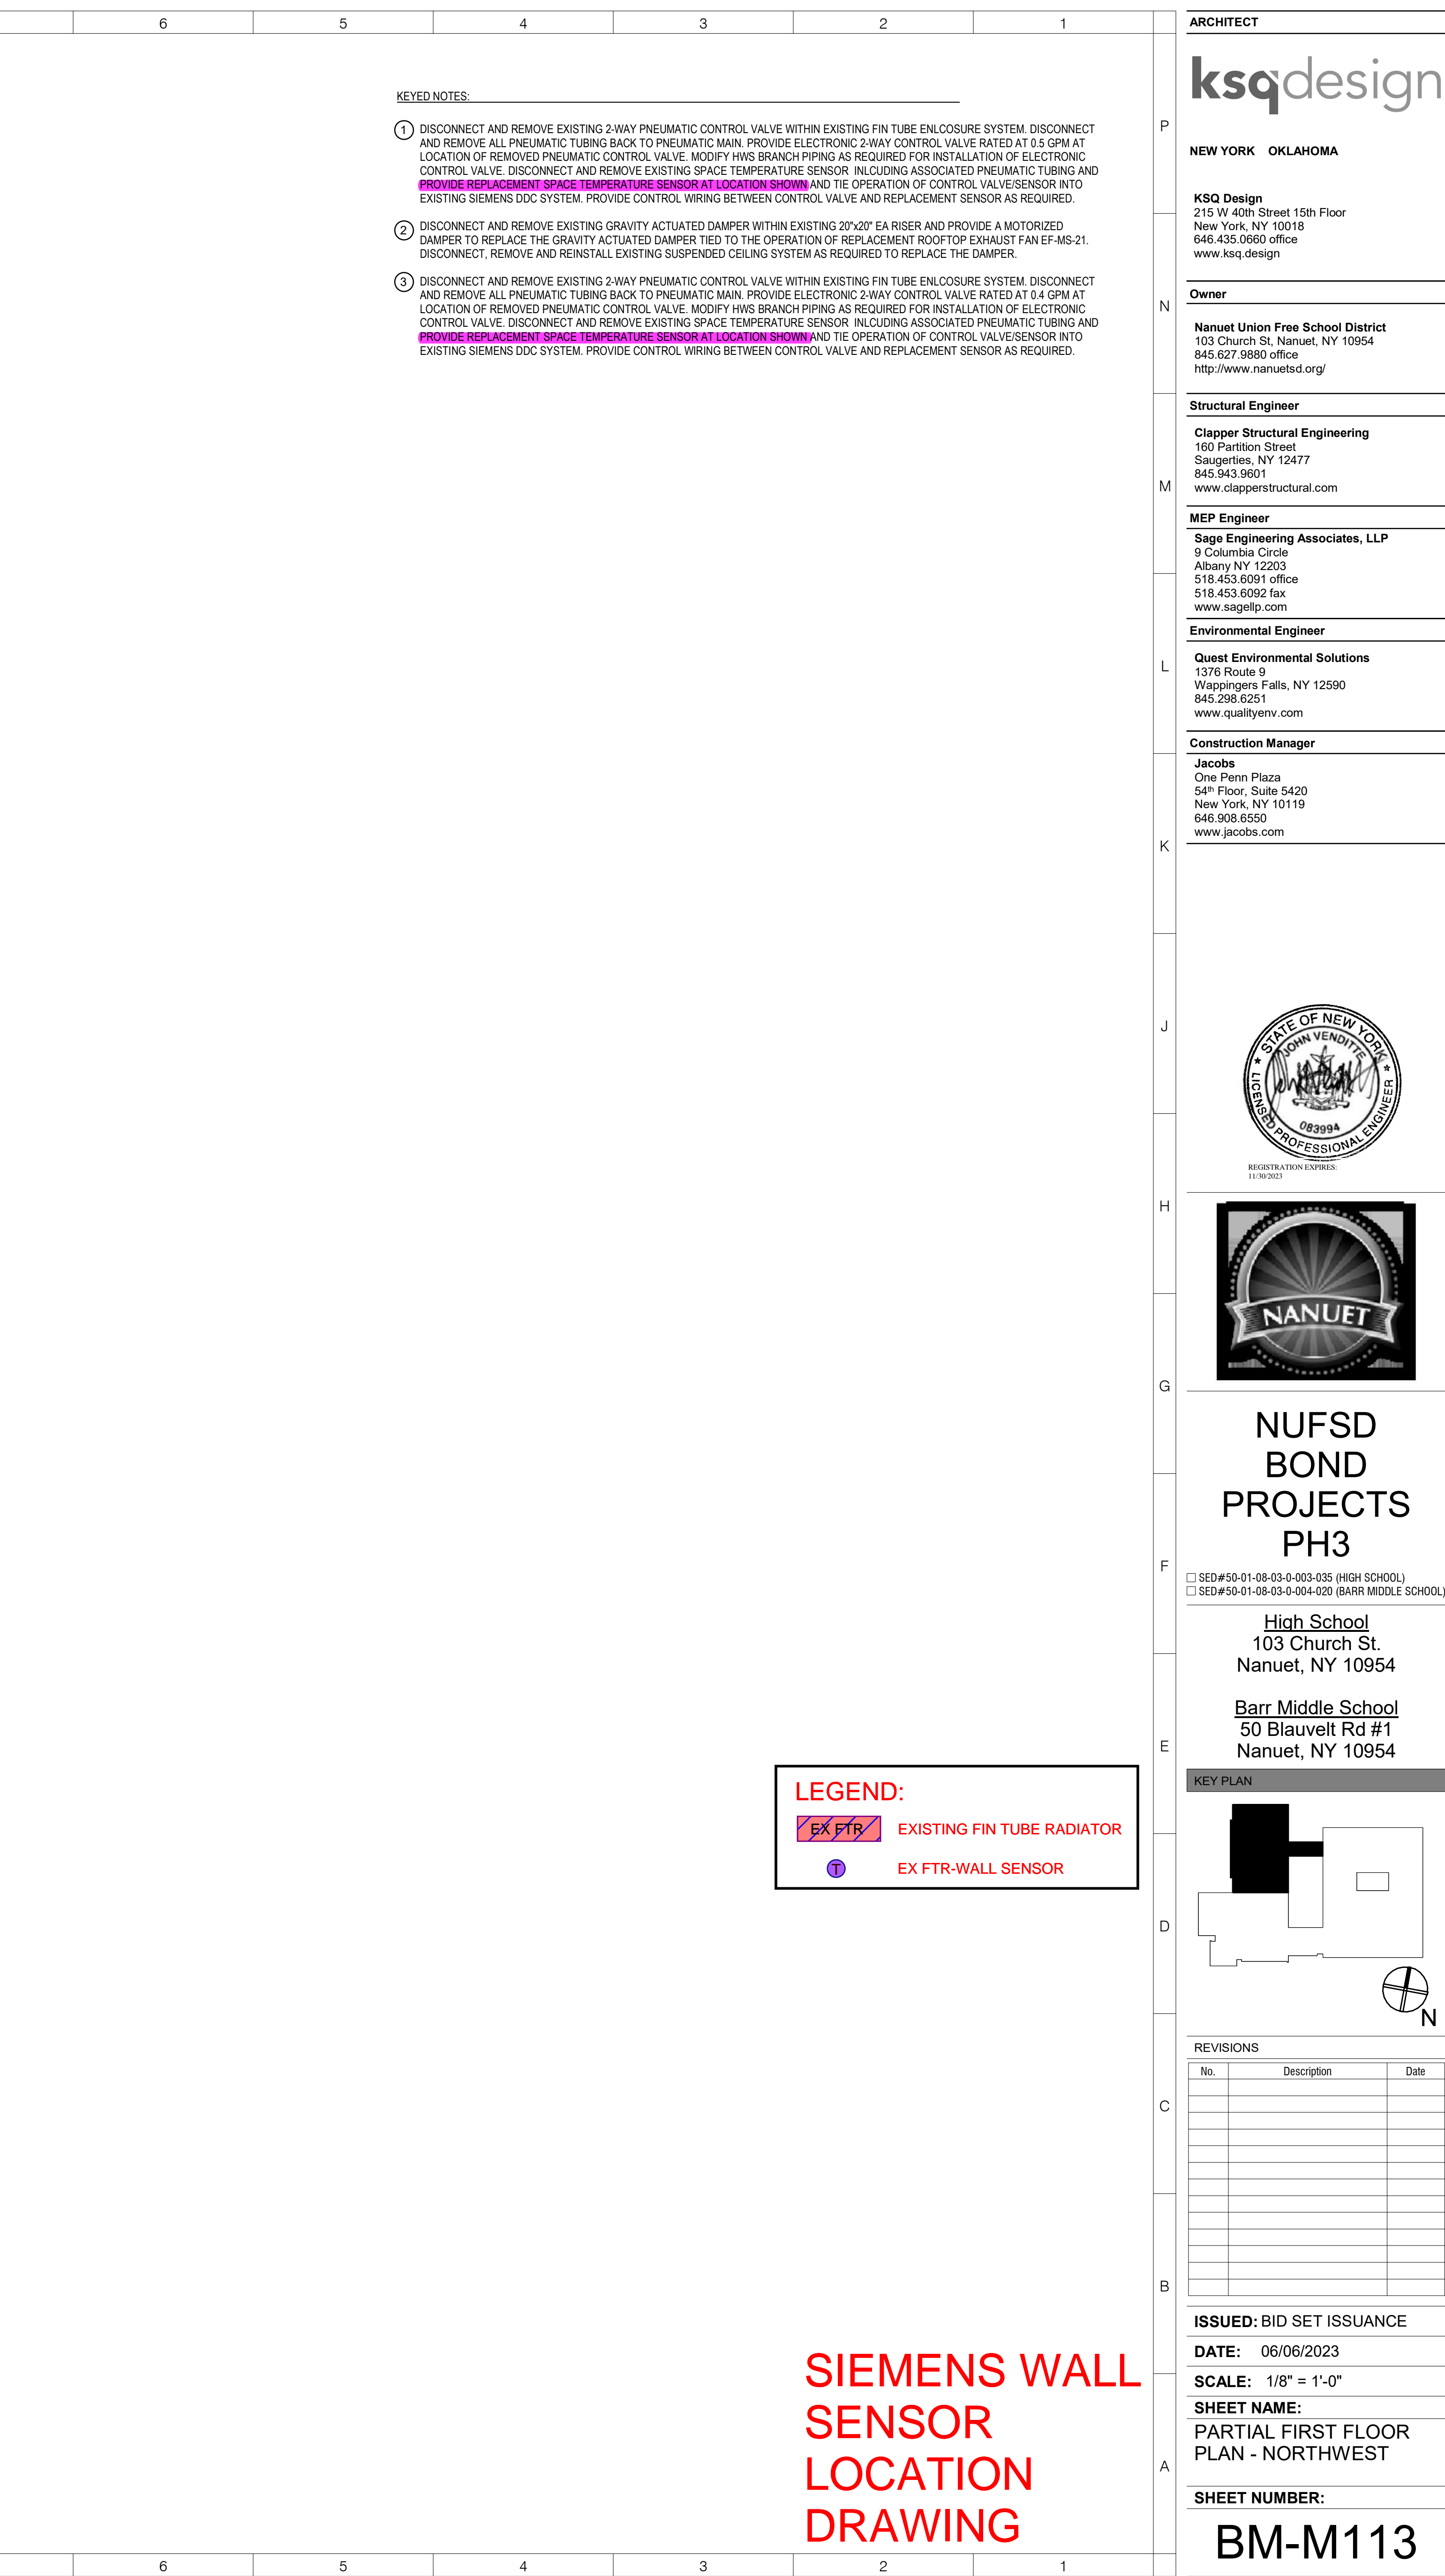 6 5 4 3 2 1
KEYED NOTES:
1 DISCONNECT AND REMOVE EXISTING 2-WAY PNEUMATIC CONTROL VALVE WITHIN EXISTING FIN TUBE ENLCOSURE SYSTEM. DISCONNECT
AND REMOVE ALL PNEUMATIC TUBING BACK TO PNEUMATIC MAIN. PROVIDE ELECTRONIC 2-WAY CONTROL VALVE RATED AT 0.5 GPM AT
LOCATION OF REMOVED PNEUMATIC CONTROL VALVE. MODIFY HWS BRANCH PIPING AS REQUIRED FOR INSTALLATION OF ELECTRONIC
CONTROL VALVE. DISCONNECT AND REMOVE EXISTING SPACE TEMPERATURE SENSOR INLCUDING ASSOCIATED PNEUMATIC TUBING AND
PROVIDE REPLACEMENT SPACE TEMPERATURE SENSOR AT LOCATION SHOWN AND TIE OPERATION OF CONTROL VALVE/SENSOR INTO
EXISTING SIEMENS DDC SYSTEM. PROVIDE CONTROL WIRING BETWEEN CONTROL VALVE AND REPLACEMENT SENSOR AS REQUIRED.
2 DISCONNECT AND REMOVE EXISTING GRAVITY ACTUATED DAMPER WITHIN EXISTING 20"x20" EA RISER AND PROVIDE A MOTORIZED
DAMPER TO REPLACE THE GRAVITY ACTUATED DAMPER TIED TO THE OPERATION OF REPLACEMENT ROOFTOP EXHAUST FAN EF-MS-21.
DISCONNECT, REMOVE AND REINSTALL EXISTING SUSPENDED CEILING SYSTEM AS REQUIRED TO REPLACE THE DAMPER.
3 DISCONNECT AND REMOVE EXISTING 2-WAY PNEUMATIC CONTROL VALVE WITHIN EXISTING FIN TUBE ENLCOSURE SYSTEM. DISCONNECT
AND REMOVE ALL PNEUMATIC TUBING BACK TO PNEUMATIC MAIN. PROVIDE ELECTRONIC 2-WAY CONTROL VALVE RATED AT 0.4 GPM AT
LOCATION OF REMOVED PNEUMATIC CONTROL VALVE. MODIFY HWS BRANCH PIPING AS REQUIRED FOR INSTALLATION OF ELECTRONIC
CONTROL VALVE. DISCONNECT AND REMOVE EXISTING SPACE TEMPERATURE SENSOR INLCUDING ASSOCIATED PNEUMATIC TUBING AND
PROVIDE REPLACEMENT SPACE TEMPERATURE SENSOR AT LOCATION SHOWN AND TIE OPERATION OF CONTROL VALVE/SENSOR INTO
EXISTING SIEMENS DDC SYSTEM. PROVIDE CONTROL WIRING BETWEEN CONTROL VALVE AND REPLACEMENT SENSOR AS REQUIRED.
LEGEND:
EX FTR EXISTING FIN TUBE RADIATOR
T EX FTR-WALL SENSOR
SIEMENS WALL
SENSOR
LOCATION
DRAWING
6 5 4 3 2 1
P
N
M
L
K
J
H
G
F
E
D
C
B
A
ARCHITECT
ksqdesign
NEW YORK OKLAHOMA
KSQ Design
215 W 40th Street 15th Floor
New York, NY 10018
646.435.0660 office
www.ksq.design
Owner
Nanuet Union Free School District
103 Church St, Nanuet, NY 10954
845.627.9880 office
http://www.nanuetsd.org/
Structural Engineer
Clapper Structural Engineering
160 Partition Street
Saugerties, NY 12477
845.943.9601
www.clapperstructural.com
MEP Engineer
Sage Engineering Associates, LLP
9 Columbia Circle
Albany NY 12203
518.453.6091 office
518.453.6092 fax
www.sagellp.com
Environmental Engineer
Quest Environmental Solutions
1376 Route 9
Wappingers Falls, NY 12590
845.298.6251
www.qualityenv.com
Construction Manager
Jacobs
One Penn Plaza
54th Floor, Suite 5420
New York, NY 10119
646.908.6550
www.jacobs.com
STATE OF NEW YORK
JOHN VENDITTE
083994
LICENSED PROFESSIONAL ENGINEER
REGISTRATION EXPIRES:
11/30/2023
NANUET
NUFSD
BOND
PROJECTS
PH3
SED#50-01-08-03-0-003-035 (HIGH SCHOOL)
SED#50-01-08-03-0-004-020 (BARR MIDDLE SCHOOL)
High School
103 Church St.
Nanuet, NY 10954
Barr Middle School
50 Blauvelt Rd #1
Nanuet, NY 10954
KEY PLAN
N
REVISIONS
No. Description Date
ISSUED: BID SET ISSUANCE
DATE: 06/06/2023
SCALE: 1/8" = 1'-0"
SHEET NAME:
PARTIAL FIRST FLOOR
PLAN - NORTHWEST
SHEET NUMBER:
BM-M113